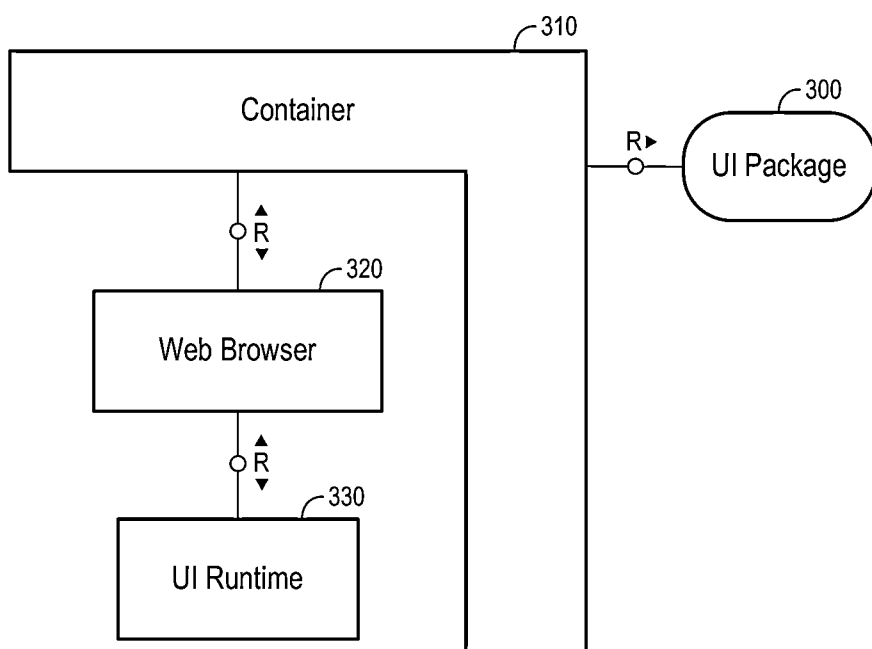 310
Container
300
R
UI Package
R
320
Web Browser
R
330
UI Runtime